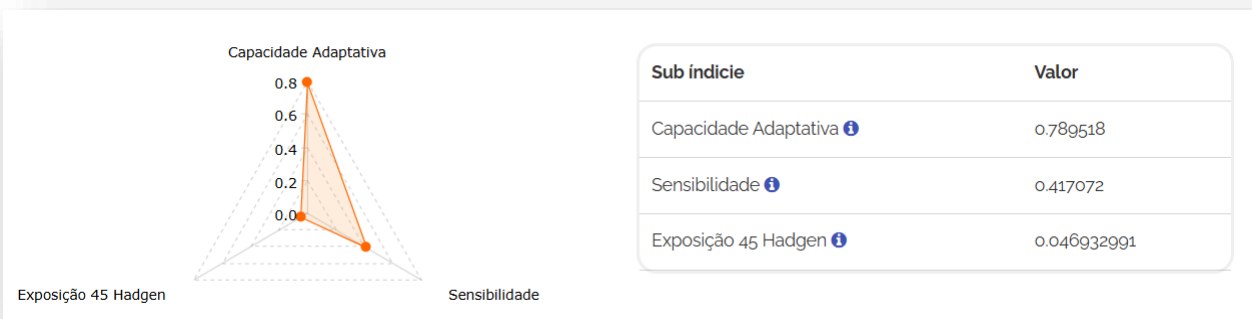 Capacidade Adaptativa
0.8
0.6
0.4
0.2
0.0
Exposição 45 Hadgen
Sensibilidade
Sub índicie Valor
Capacidade Adaptativa 0.789518
Sensibilidade 0.417072
Exposição 45 Hadgen 0.046932991